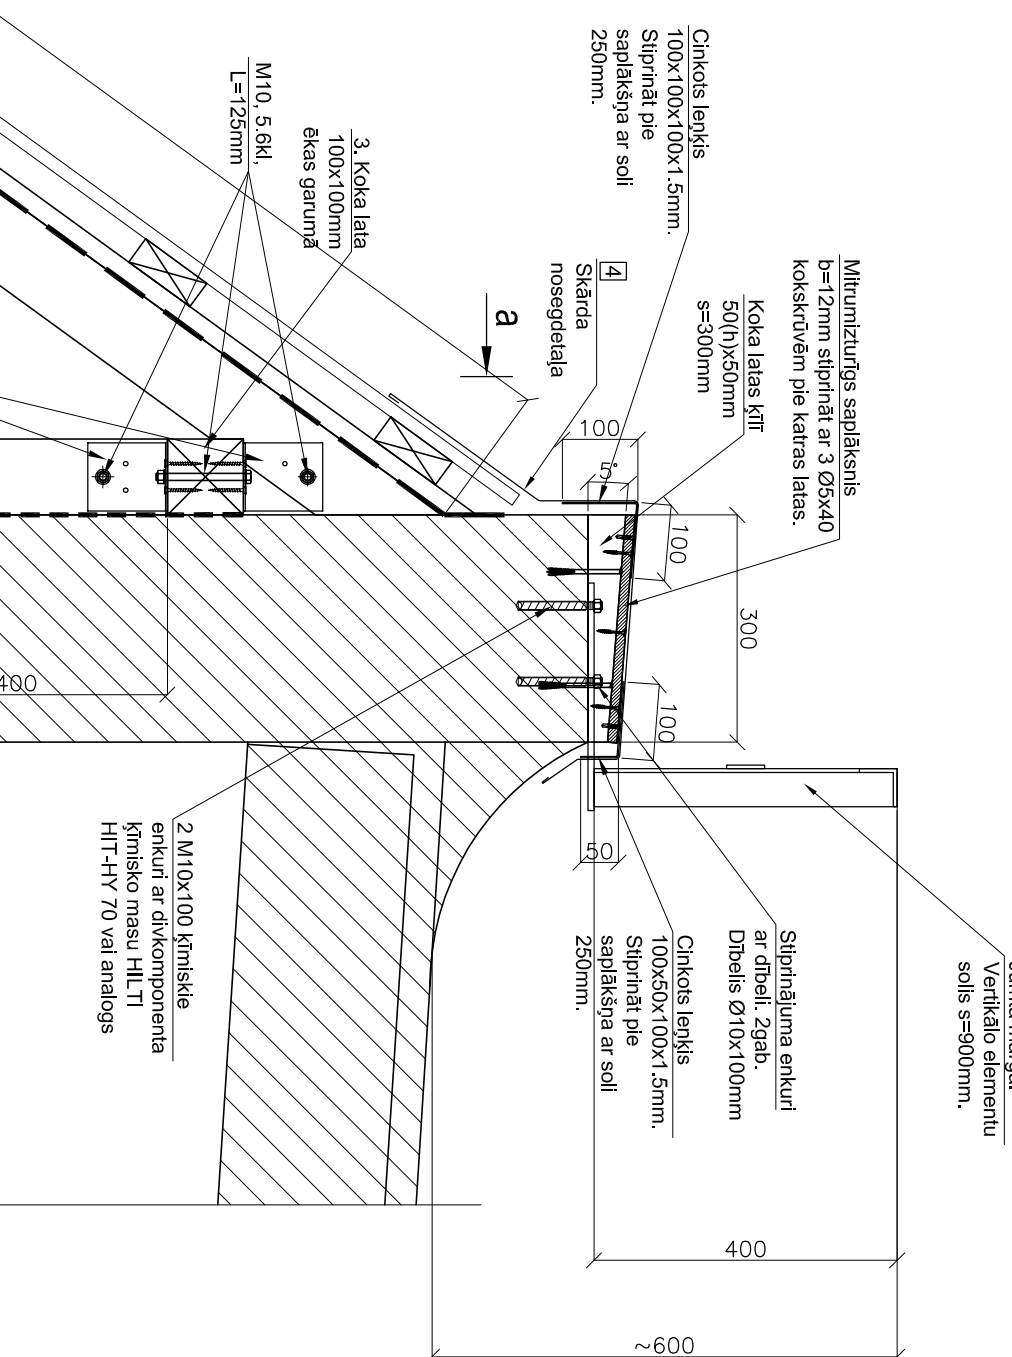 Cinkots leņķis
100x100x100x1.5mm.
Stiprināt pie
saplākšņa ar soli
250mm.
Mitrumizturīgs saplāksnis
b=12mm stiprināt ar 3 Ø5x40
kokskrūvēm pie katras latas.
Koka latas ķīlī
50(h)x50mm
s=300mm
4
Skārda
nosegdetaļa
M10, 5.6kl,
L=125mm
3. Koka lata
100x100mm
ēkas garumā
a
100
5°
100
300
100
50
400
400
~600
2 M10x100 ķīmiskie
enkuri ar divkomponenta
ķīmisko masu HILTI
HIT-HY 70 vai analogs
Cinkots leņķis
100x50x100x1.5mm.
Stiprināt pie
saplākšņa ar soli
250mm.
Stiprinājuma enkuri
ar dībeli. 2gab.
Dībelis Ø10x100mm
Vertikālo elementu
solis s=900mm.